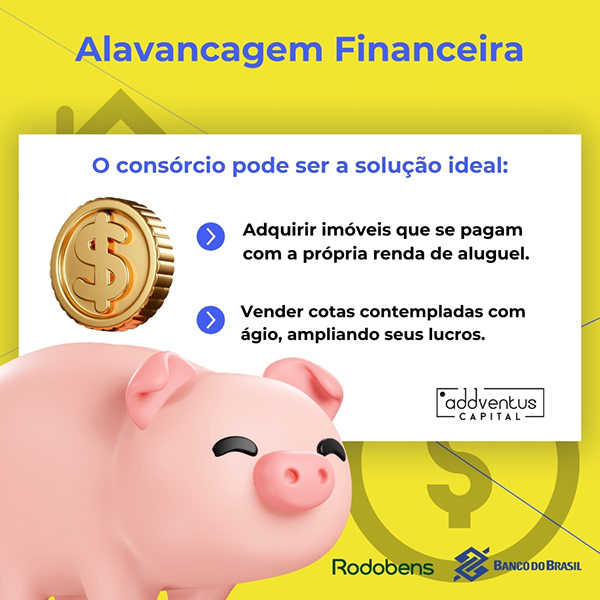 Alavancagem Financeira
O consórcio pode ser a solução ideal:
Adquirir imóveis que se pagam
com a própria renda de aluguel.
Vender cotas contempladas com
ágio, ampliando seus lucros.
addventus
CAPITAL
Rodobens
BANCO DO BRASIL